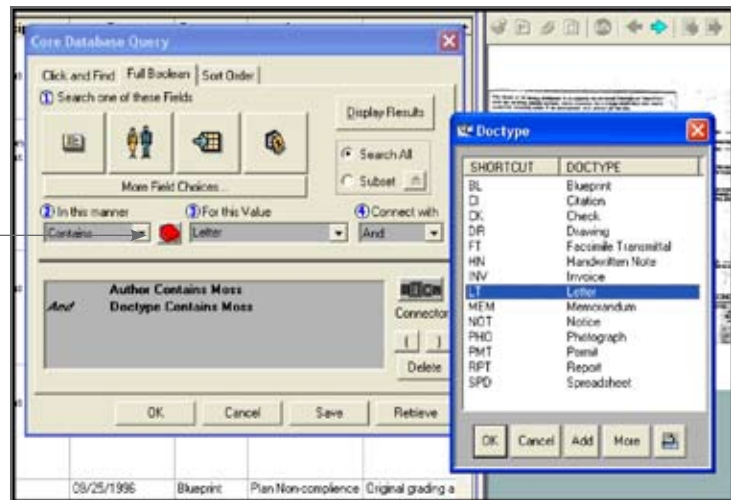 Core Database Query
Click and Find Full Boolean Sort Order
1 Search one of these Fields
Display Results
Search All
Subset
More Field Choices...
2 In this manner 3 For this Value 4 Connect with
Contains Letter And
Author Contains Moss
And Doctype Contains Moss
Connector
( )
Delete
OK Cancel Save Retrieve
Doctype
SHORTCUT DOCTYPE
BL Blueprint
CI Citation
CK Check
DR Drawing
FT Facsimile Transmittal
HN Handwritten Note
INV Invoice
LT Letter
MEM Memorandum
NOT Notice
PHO Photograph
PMT Permit
RPT Report
SPD Spreadsheet
OK Cancel Add More
09/25/1996 Blueprint Plan Non-complience Original grading a